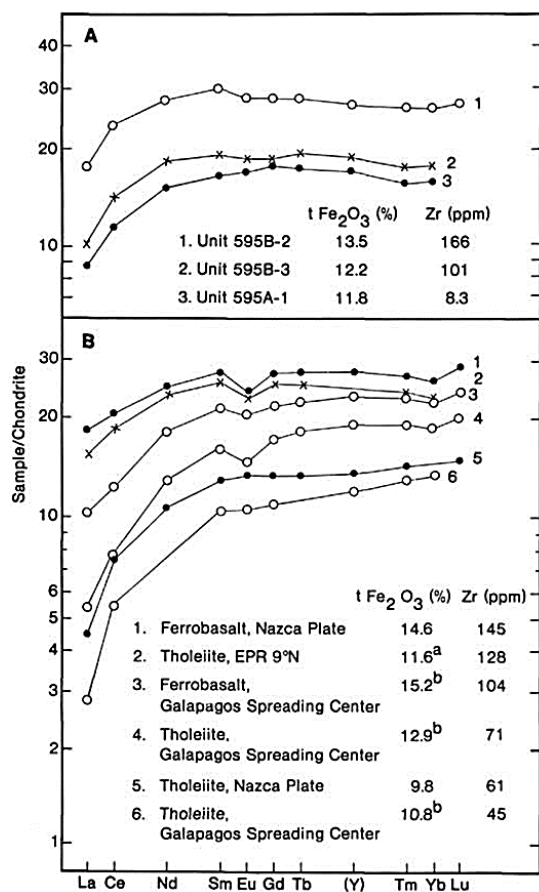 A
40
30
20
10
1
2
3
t Fe2O3 (%) Zr (ppm)
1. Unit 595B-2 13.5 166
2. Unit 595B-3 12.2 101
3. Unit 595A-1 11.8 8.3
B
Sample/Chondrite
30
20
10
6
5
4
3
2
1
1
2
3
4
5
6
t Fe2O3 (%) Zr (ppm)
1. Ferrobasalt, Nazca Plate 14.6 145
2. Tholeiite, EPR 9°N 11.6a 128
3. Ferrobasalt, 15.2b 104
Galapagos Spreading Center
4. Tholeiite, 12.9b 71
Galapagos Spreading Center
5. Tholeiite, Nazca Plate 9.8 61
6. Tholeiite, 10.8b 45
Galapagos Spreading Center
La Ce Nd Sm Eu Gd Tb (Y) Tm Yb Lu